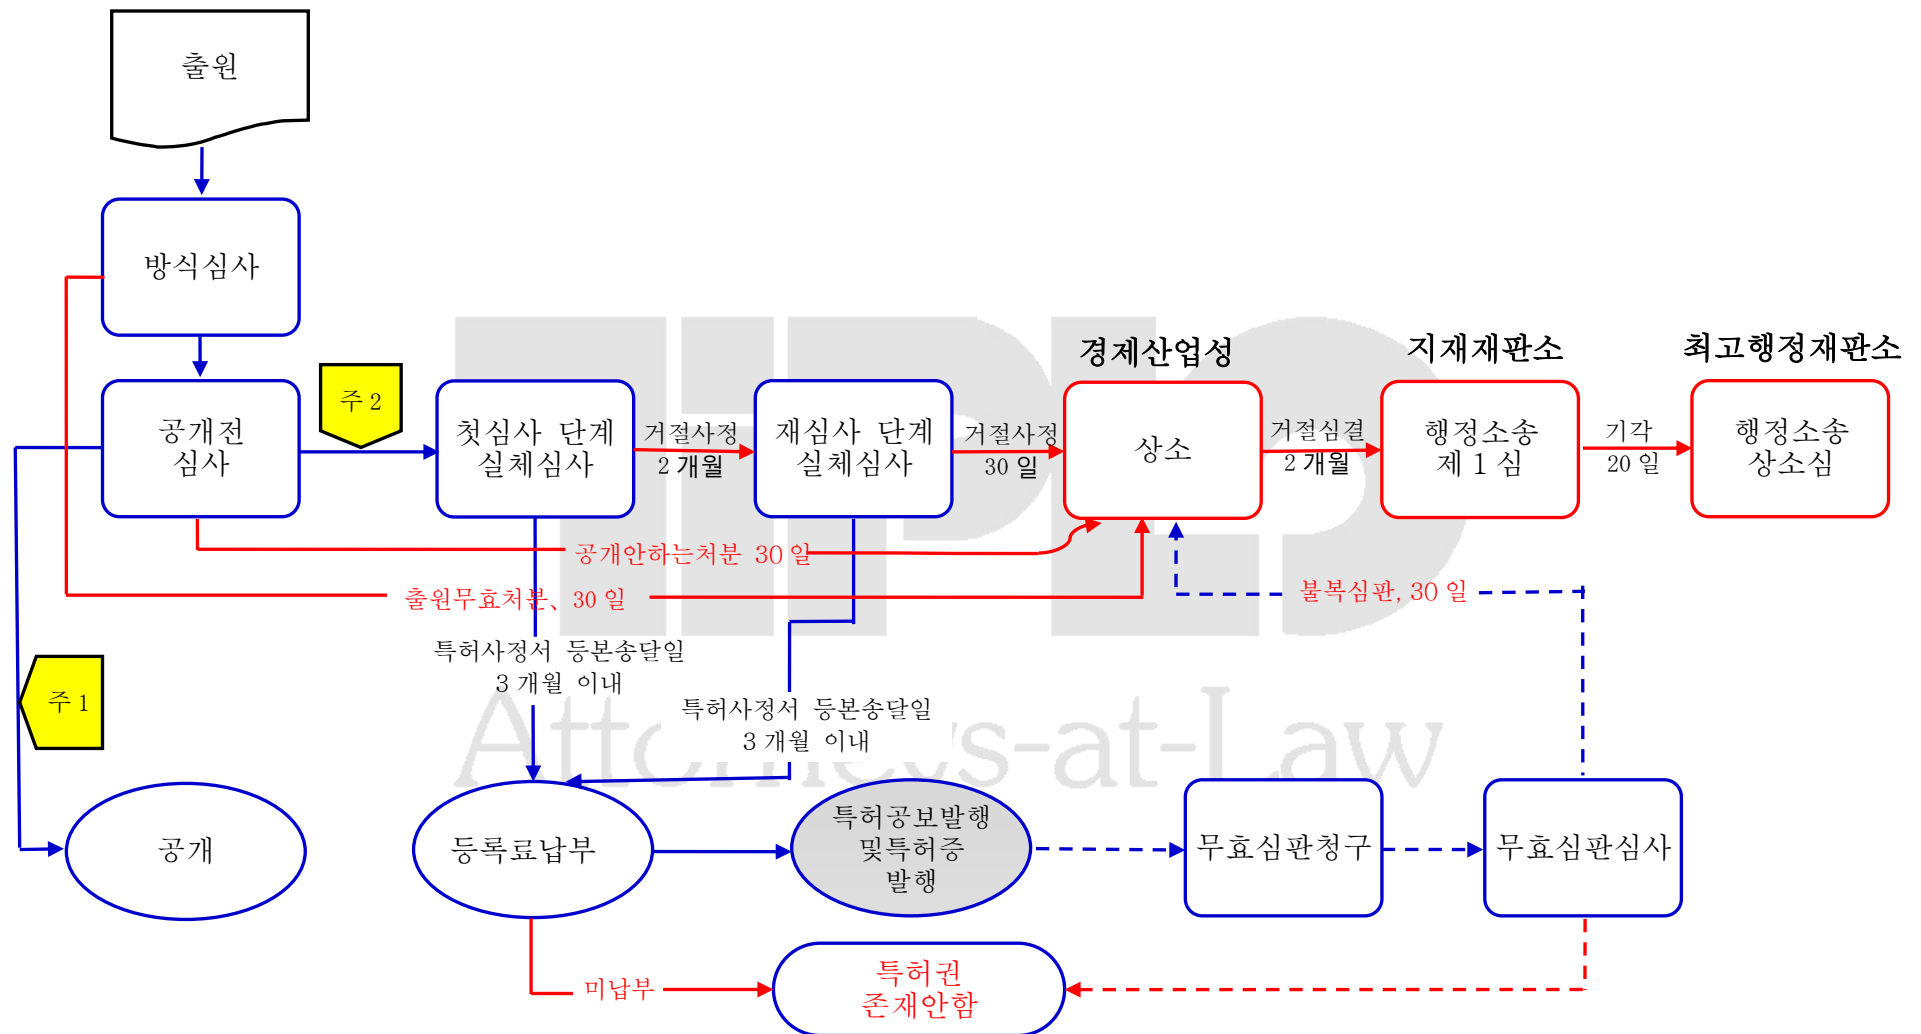 출원
방식심사
공개전
심사
주 2
첫심사 단계
실체심사
거절사정
2 개월
재심사 단계
실체심사
거절사정
30 일
경제산업성
상소
거절심결
2 개월
지재재판소
행정소송
제 1 심
기각
20 일
최고행정재판소
행정소송
상소심
공개안하는처분 30 일
출원무효처분、30 일
불복심판, 30 일
특허사정서 등본송달일
3 개월 이내
특허사정서 등본송달일
3 개월 이내
주 1
공개
등록료납부
특허공보발행
및특허증
발행
무효심판청구
무효심판심사
미납부
특허권
존재안함
TIPLO
Attorneys-at-Law